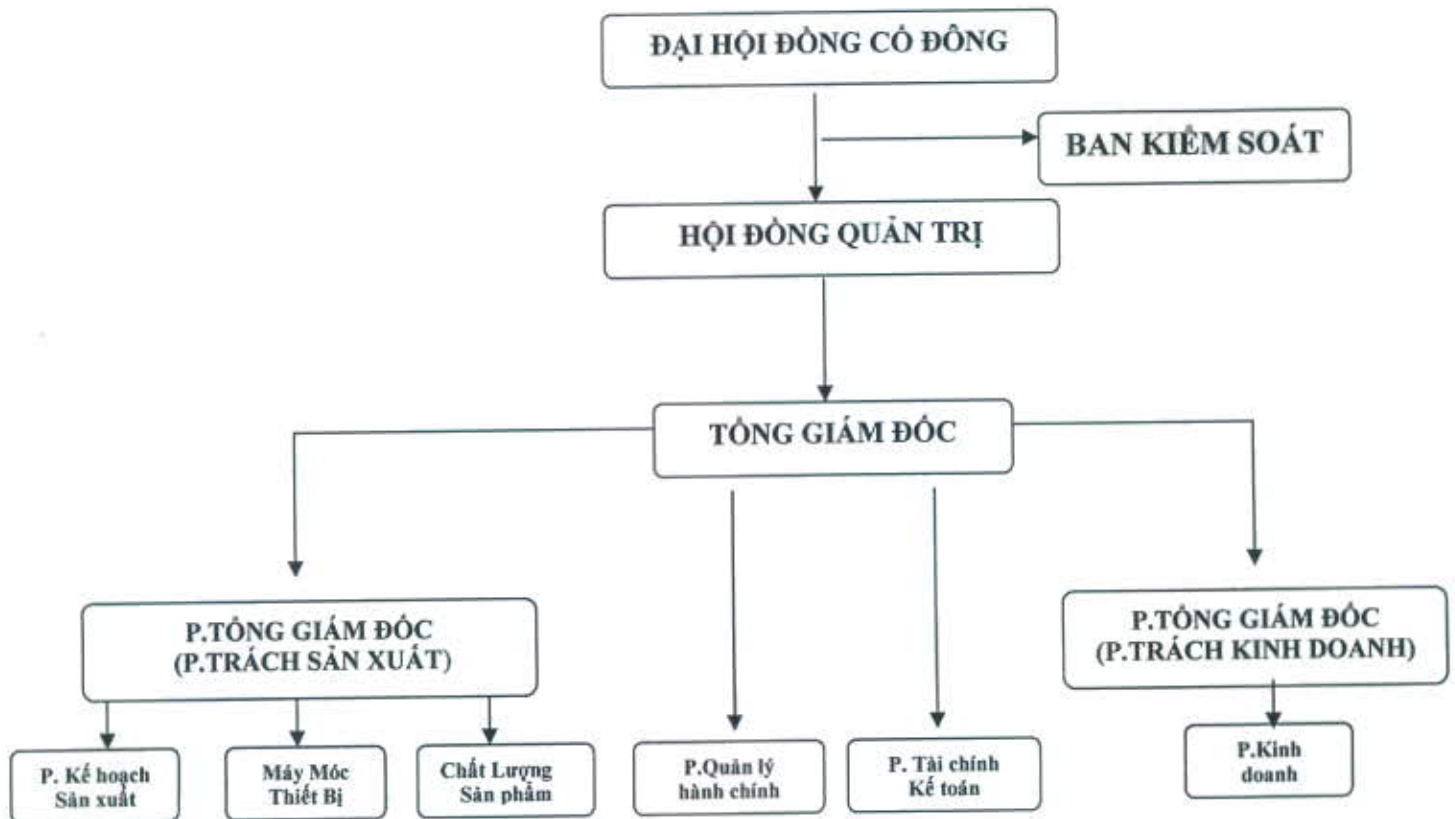 ĐẠI HỘI ĐỒNG CỔ ĐÔNG
BAN KIỂM SOÁT
HỘI ĐỒNG QUẢN TRỊ
TỔNG GIÁM ĐỐC
P.TỔNG GIÁM ĐỐC
(P.TRÁCH SẢN XUẤT)
P.TỔNG GIÁM ĐỐC
(P.TRÁCH KINH DOANH)
P. Kế hoạch
Sản xuất
Máy Móc
Thiết Bị
Chất Lượng
Sản phẩm
P.Quản lý
hành chính
P. Tài chính
Kế toán
P.Kinh
doanh